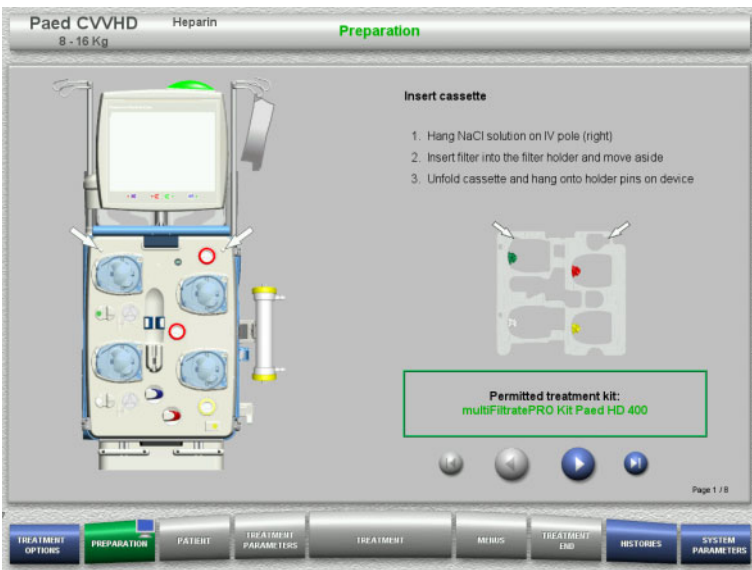 Paed CVVHD Heparin
8 - 16 Kg
Preparation
Insert cassette
1. Hang NaCl solution on IV pole (right)
2. Insert filter into the filter holder and move aside
3. Unfold cassette and hang onto holder pins on device
Permitted treatment kit:
multiFiltratePRO Kit Paed HD 400
Page 1 / 8
TREATMENT
OPTIONS
PREPARATION
PATIENT
TREATMENT
PARAMETERS
TREATMENT
MENUS
TREATMENT
END
HISTORIES
SYSTEM
PARAMETERS